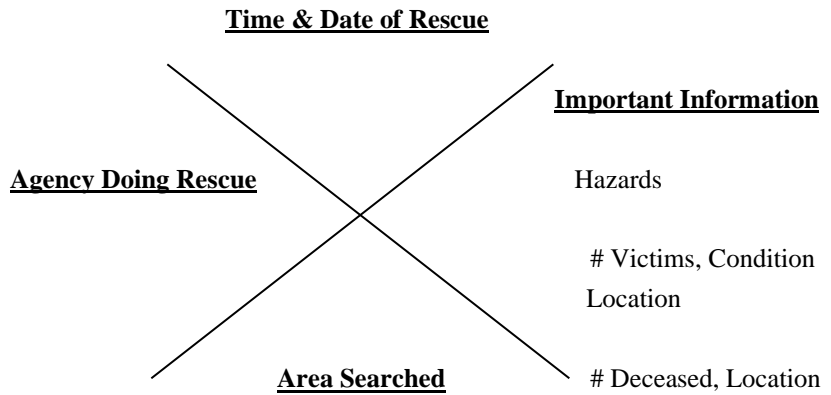 Time & Date of Rescue
Important Information
Agency Doing Rescue
Hazards
# Victims, Condition
Location
Area Searched
# Deceased, Location